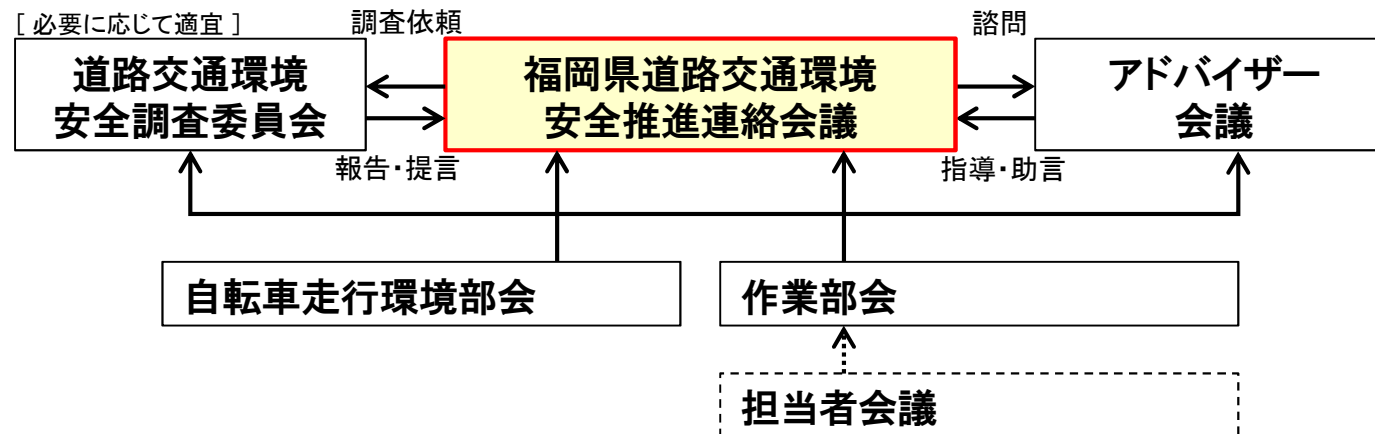 [ 必要に応じて適宜 ]
調査依頼
諮問
道路交通環境
安全調査委員会
福岡県道路交通環境
安全推進連絡会議
アドバイザー
会議
報告・提言
指導・助言
自転車走行環境部会
作業部会
担当者会議